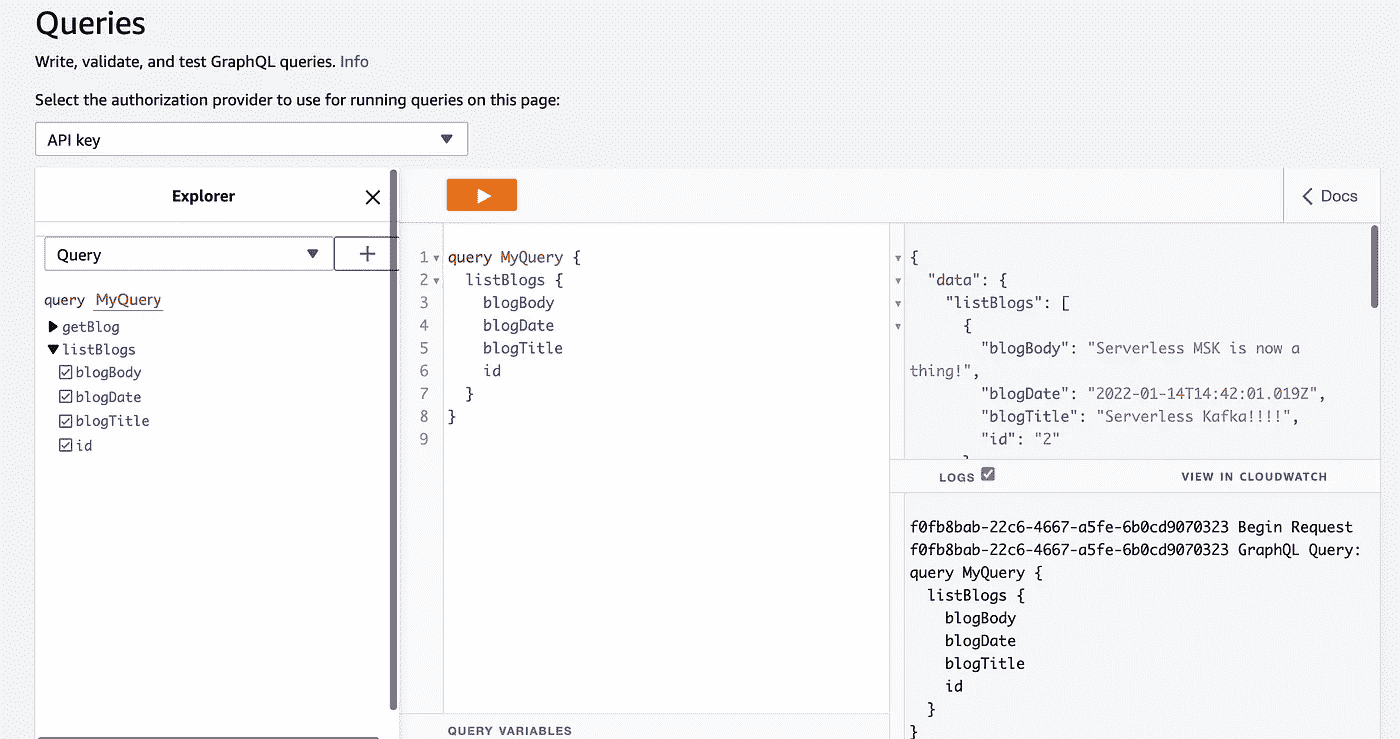 Queries
Write, validate, and test GraphQL queries. Info
Select the authorization provider to use for running queries on this page:
API key
Explorer
Query
query MyQuery
getBlog
listBlogs
blogBody
blogDate
blogTitle
id
Docs
1 query MyQuery {
2 listBlogs {
3 blogBody
4 blogDate
5 blogTitle
6 id
7 }
8 }
9
QUERY VARIABLES
{
"data": {
"listBlogs": [
{
"blogBody": "Serverless MSK is now a
thing!",
"blogDate": "2022-01-14T14:42:01.019Z",
"blogTitle": "Serverless Kafka!!!!",
"id": "2"
LOGS
VIEW IN CLOUDWATCH
f0fb8bab-22c6-4667-a5fe-6b0cd9070323 Begin Request
f0fb8bab-22c6-4667-a5fe-6b0cd9070323 GraphQL Query:
query MyQuery {
listBlogs {
blogBody
blogDate
blogTitle
id
}
}